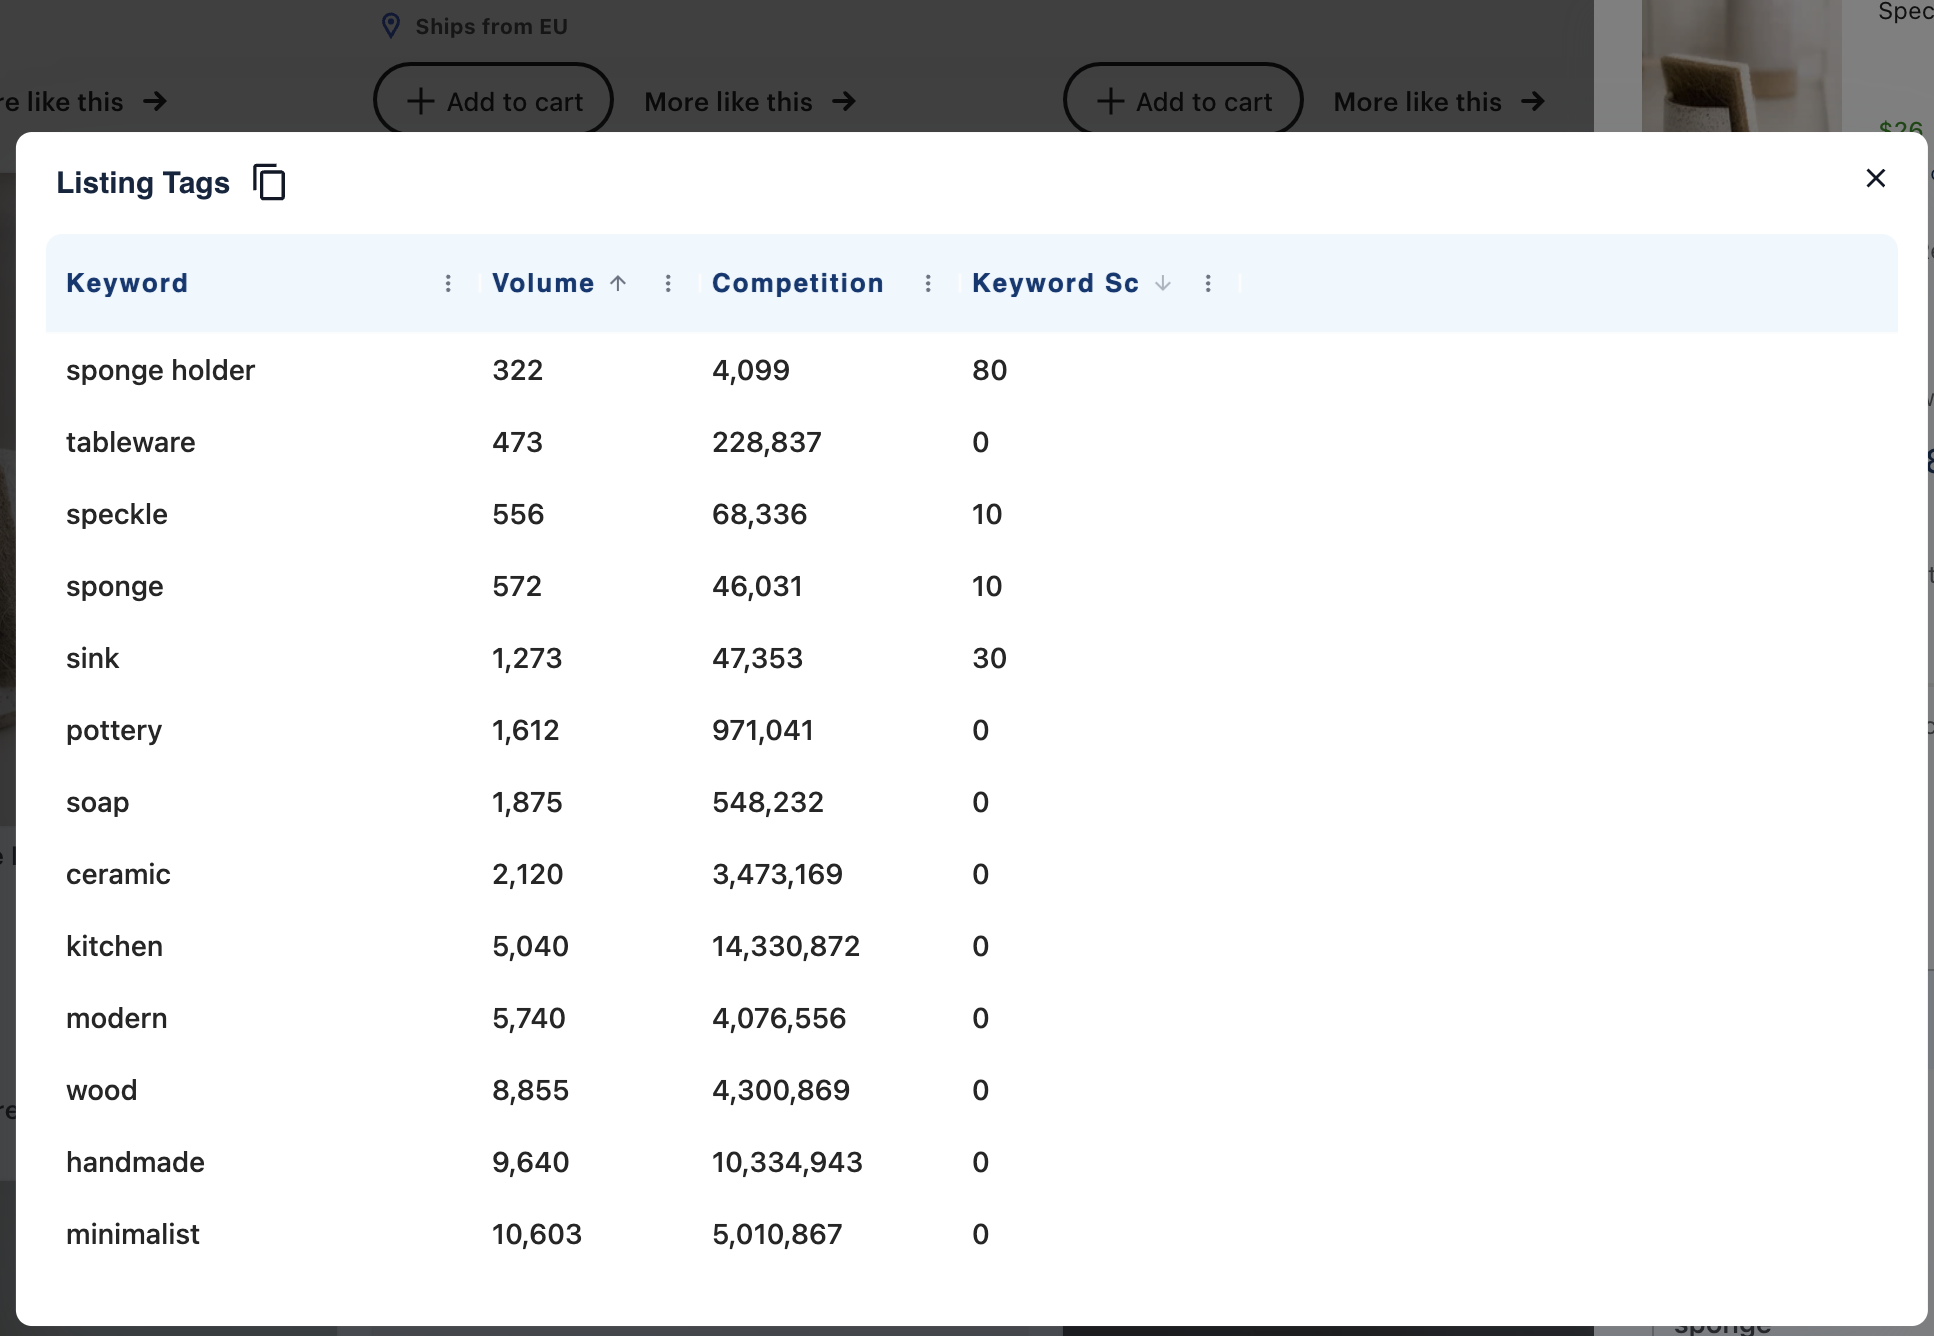 Ships from EU
re like this →
+ Add to cart
More like this →
+ Add to cart
More like this →
Spec
$26
Listing Tags
Keyword Volume ↑ Competition Keyword Sc ↓
sponge holder 322 4,099 80
tableware 473 228,837 0
speckle 556 68,336 10
sponge 572 46,031 10
sink 1,273 47,353 30
pottery 1,612 971,041 0
soap 1,875 548,232 0
ceramic 2,120 3,473,169 0
kitchen 5,040 14,330,872 0
modern 5,740 4,076,556 0
wood 8,855 4,300,869 0
handmade 9,640 10,334,943 0
minimalist 10,603 5,010,867 0
sponge